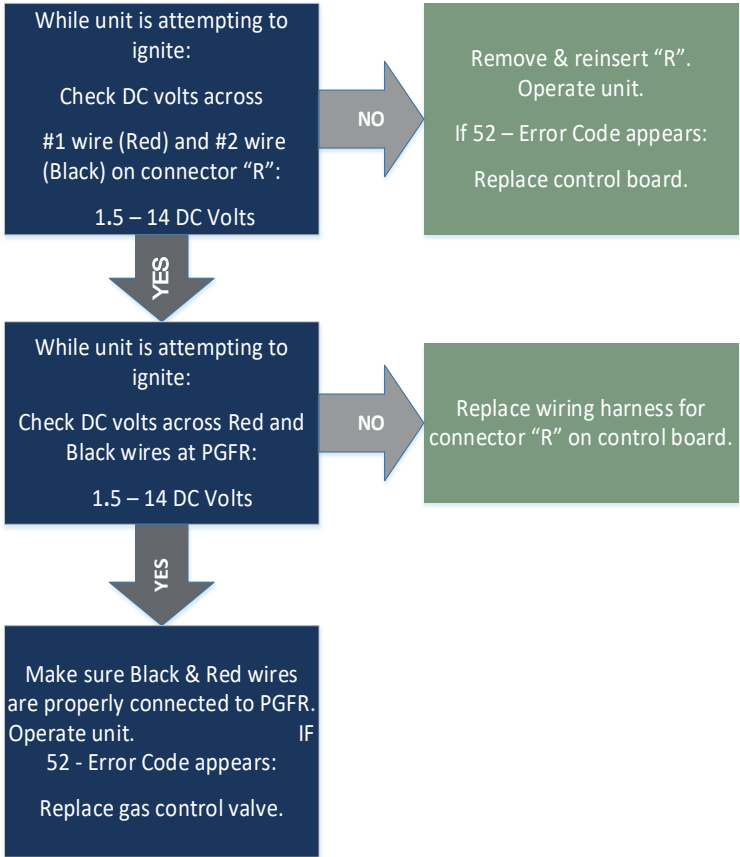 While unit is attempting to
ignite:
Check DC volts across
#1 wire (Red) and #2 wire
(Black) on connector “R”:
1.5 – 14 DC Volts
NO
Remove & reinsert “R”.
Operate unit.
If 52 – Error Code appears:
Replace control board.
YES
While unit is attempting to
ignite:
Check DC volts across Red and
Black wires at PGFR:
1.5 – 14 DC Volts
NO
Replace wiring harness for
connector “R” on control board.
YES
Make sure Black & Red wires
are properly connected to PGFR.
Operate unit. IF
52 - Error Code appears:
Replace gas control valve.